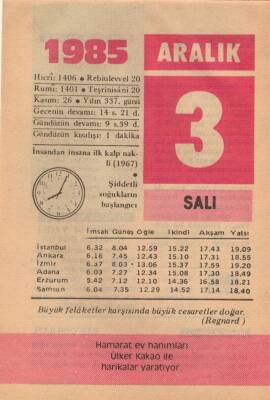 1985
ARALIK
Hicrî: 1406 ● Rebiulevvel 20
Rumî: 1401 ● Teşrinisâni 20
Kasım: 26 ● Yılın 337. günü
Gecenin devamı: 14 s. 21 d.
Gündüzün devamı: 9 s.39 d.
Gündüzün kısalışı: 1 dakika
3
İnsandan insana ilk kalp nak-
li (1967)
●
Şiddetli
soğukların
başlangıcı
SALI
İmsak Güneş Öğle İkindi Akşam Yatsı
İstanbul 6.32 8.04 12.59 15.22 17.43 19.09
Ankara 6.16 7.45 12.43 15.10 17.31 18.55
İzmir 6.37 8.03 13.06 15.37 17.59 19.20
Adana 6.03 7.27 12.34 15.08 17.30 18.49
Erzurum 5.42 7.12 12.10 14.36 16.58 18.21
Samsun 6.04 7.35 12.29 14.52 17.14 18.40
Büyük felâketler karşısında büyük cesaretler doğar.
(Regnard)
Hamarat ev hanımları
Ülker Kakao ile
harikalar yaratıyor